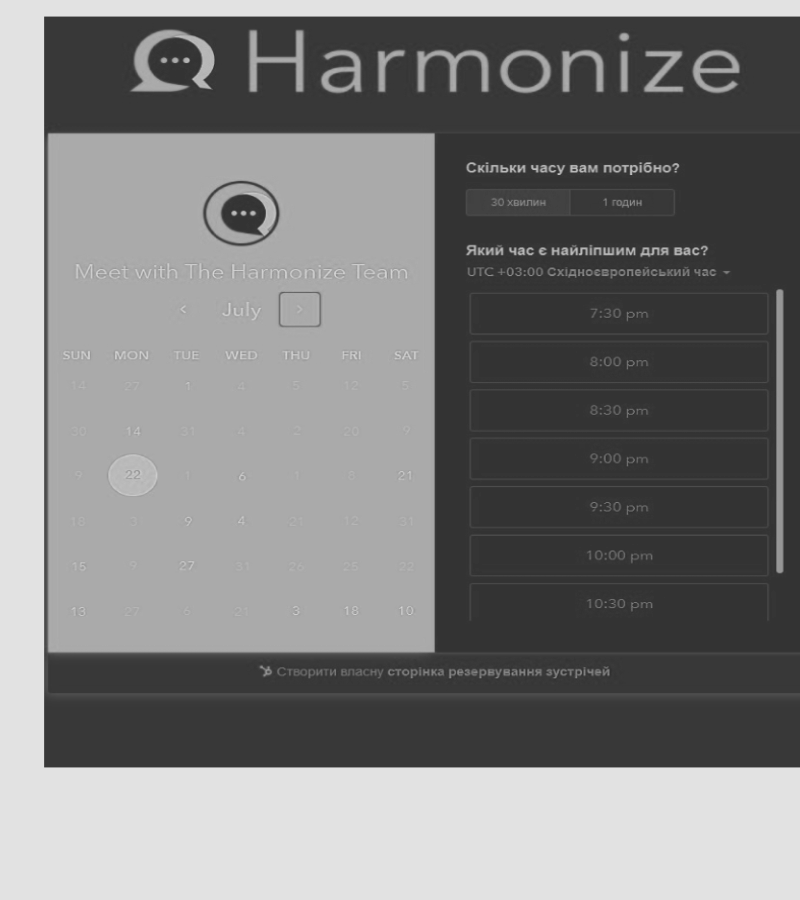 Harmonize
Meet with The Harmonize Team
July
SUN MON TUE WED THU FRI SAT
14 27 1 4 5 12 5
30 14 31 4 2 20 9
9 22 1 6 8 21
18 3 9 4 21 12 31
15 9 27 31 26 25 22
13 27 6 21 3 18 10
Скільки часу вам потрібно?
30 хвилин 1 годин
Який час є найліпшим для вас?
UTC +03:00 Східноєвропейський час
7:30 pm
8:00 pm
8:30 pm
9:00 pm
9:30 pm
10:00 pm
10:30 pm
Створити власну сторінка резервування зустрічей